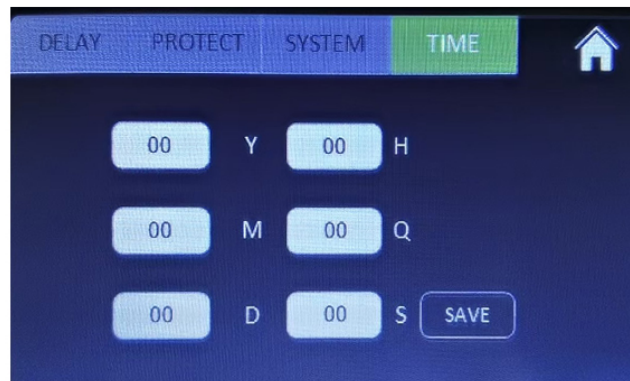 DELAY PROTECT SYSTEM TIME
00 Y 00 H
00 M 00 Q
00 D 00 S SAVE